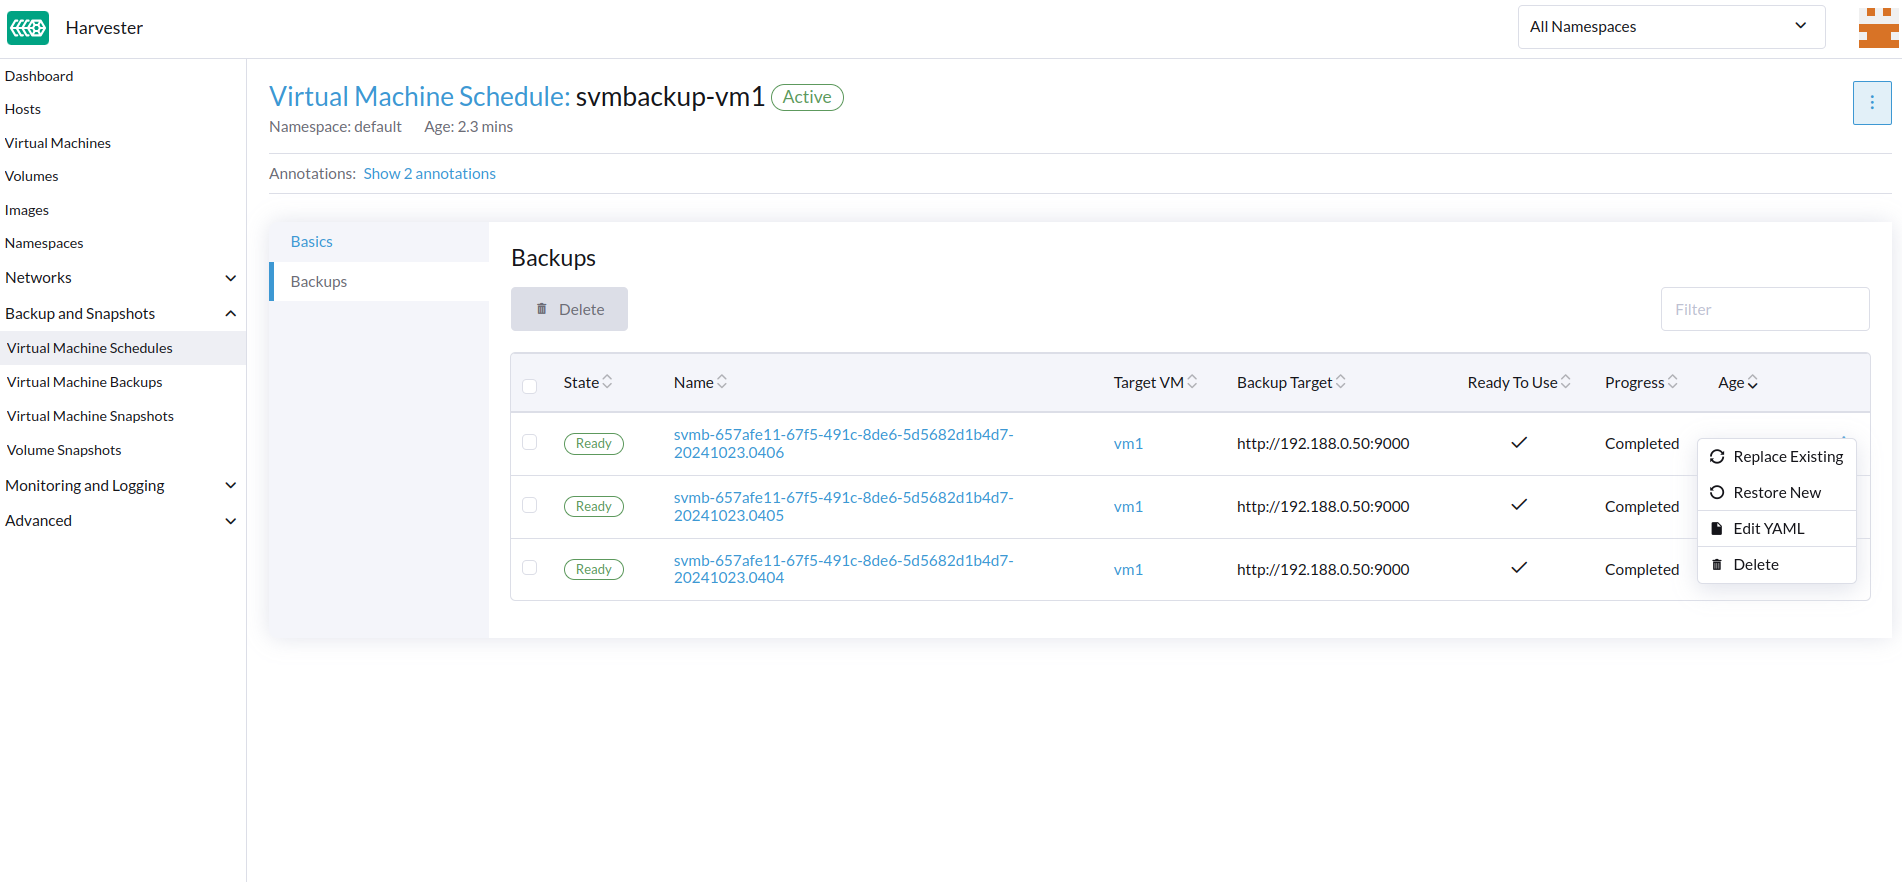 Harvester
All Namespaces
Dashboard
Hosts
Virtual Machines
Volumes
Images
Namespaces
Networks
Backup and Snapshots
Virtual Machine Schedules
Virtual Machine Backups
Virtual Machine Snapshots
Volume Snapshots
Monitoring and Logging
Advanced
Virtual Machine Schedule: svmbackup-vm1 Active
Namespace: default Age: 2.3 mins
Annotations: Show 2 annotations
Basics
Backups
Backups
Delete
Filter
State Name Target VM Backup Target Ready To Use Progress Age
Ready svmb-657afe11-67f5-491c-8de6-5d5682d1b4d7- vm1 http://192.188.0.50:9000 Completed
20241023.0406
Ready svmb-657afe11-67f5-491c-8de6-5d5682d1b4d7- vm1 http://192.188.0.50:9000 Completed
20241023.0405
Ready svmb-657afe11-67f5-491c-8de6-5d5682d1b4d7- vm1 http://192.188.0.50:9000 Completed
20241023.0404
Replace Existing
Restore New
Edit YAML
Delete